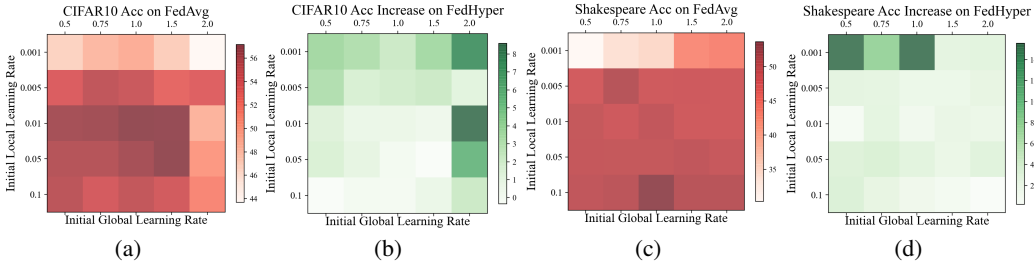 CIFAR10 Acc on FedAvg
0.5 0.75 1.0 1.5 2.0
Initial Local Learning Rate
0.001
0.005
0.01
0.05
0.1
56
54
52
50
48
46
44
Initial Global Learning Rate
(a)
CIFAR10 Acc Increase on FedHyper
0.5 0.75 1.0 1.5 2.0
Initial Local Learning Rate
0.001
0.005
0.01
0.05
0.1
8
7
6
5
4
3
2
1
0
Initial Global Learning Rate
(b)
Shakespeare Acc on FedAvg
0.5 0.75 1.0 1.5 2.0
Initial Local Learning Rate
0.001
0.005
0.01
0.05
0.1
50
45
40
35
Initial Global Learning Rate
(c)
Shakespeare Acc Increase on FedHyper
0.5 0.75 1.0 1.5 2.0
Initial Local Learning Rate
0.001
0.005
0.01
0.05
0.1
8
6
4
2
Initial Global Learning Rate
(d)